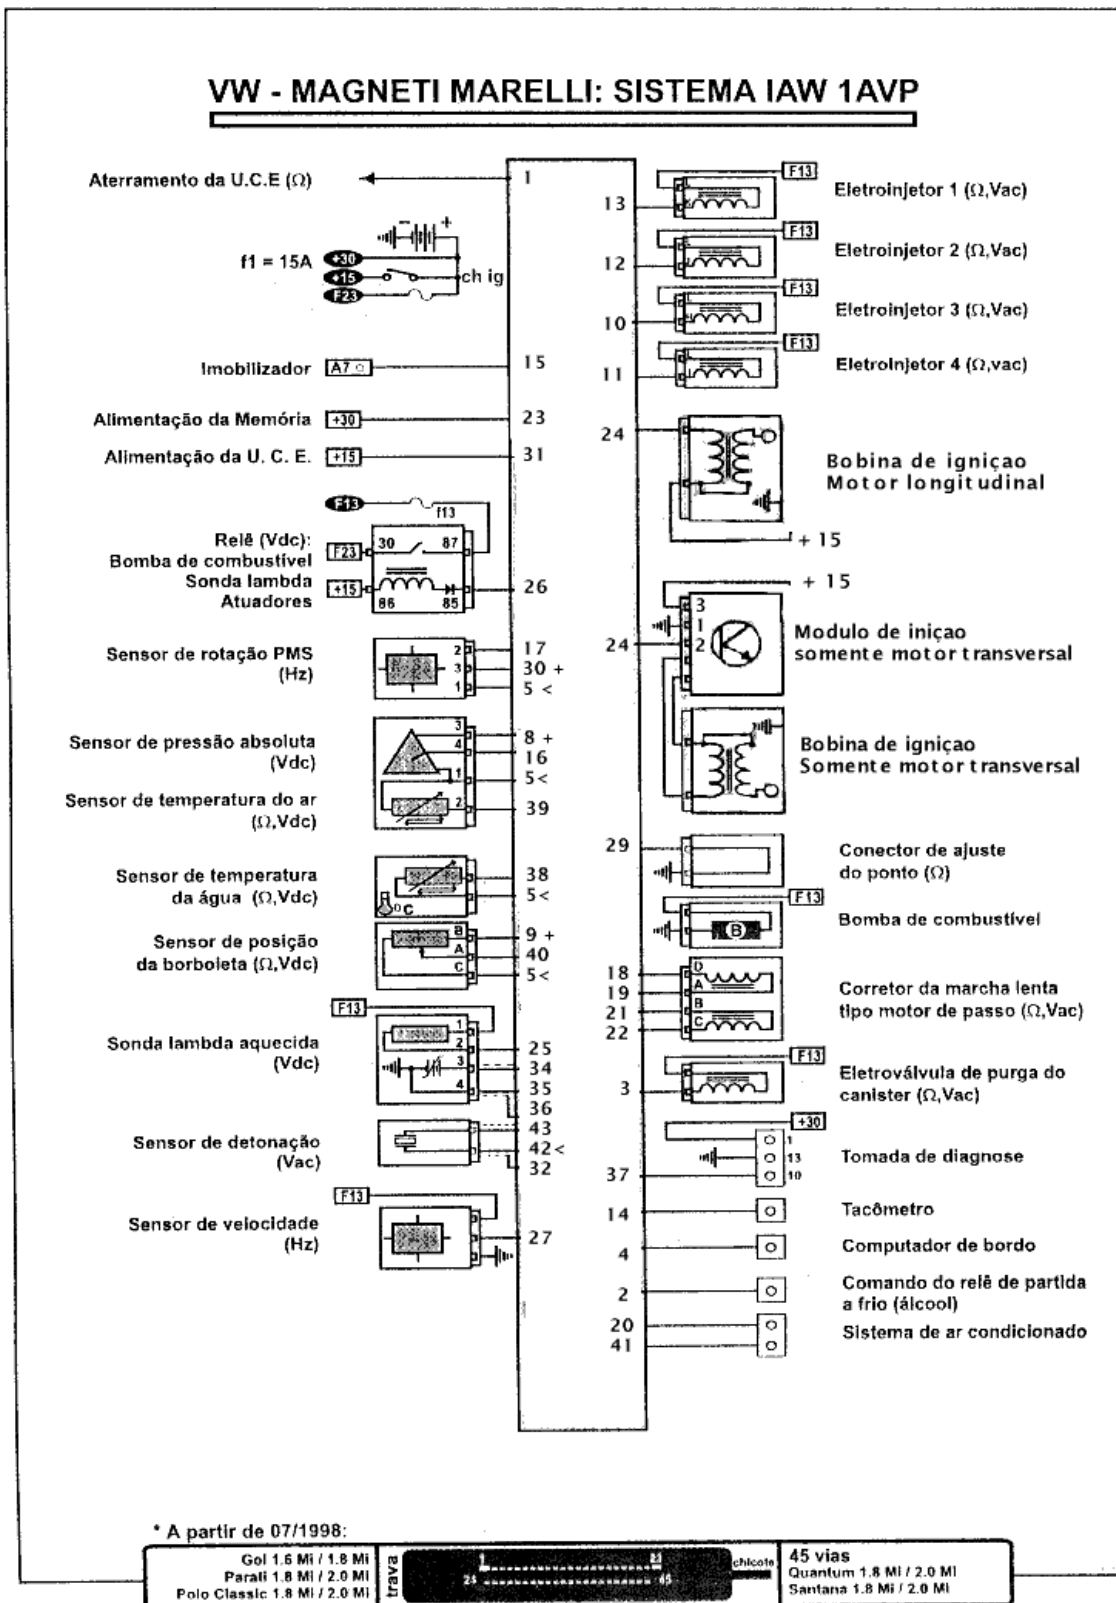 VW - MAGNETI MARELLI: SISTEMA IAW 1AVP
Aterramento da U.C.E (Ω)
1
- +
f1 = 15A
+30
+15
ch ig
F23
Imobilizador
A7
15
Alimentação da Memória
+30
23
Alimentação da U. C. E.
+15
31
F13
f13
Relê (Vdc):
Bomba de combustível
Sonda lambda
Atuadores
F23
30
87
+15
86
85
26
Sensor de rotação PMS
(Hz)
2
3
1
17
30 +
5 <
Sensor de pressão absoluta
(Vdc)
3
4
1
8 +
16
5 <
Sensor de temperatura do ar
(Ω,Vdc)
2
39
Sensor de temperatura
da água (Ω,Vdc)
°C
38
5 <
Sensor de posição
da borboleta (Ω,Vdc)
B
A
C
9 +
40
5 <
F13
Sonda lambda aquecida
(Vdc)
1
2
3
4
25
34
35
36
Sensor de detonação
(Vac)
43
42 <
32
F13
Sensor de velocidade
(Hz)
27
F13
13
Eletroinjetor 1 (Ω,Vac)
F13
12
Eletroinjetor 2 (Ω,Vac)
F13
10
Eletroinjetor 3 (Ω,Vac)
F13
11
Eletroinjetor 4 (Ω,vac)
24
Bobina de igniçao
Motor longitudinal
+ 15
+ 15
24
3
1
2
Modulo de iniçao
somente motor transversal
Bobina de igniçao
Somente motor transversal
29
Conector de ajuste
do ponto (Ω)
F13
B
Bomba de combustível
18
19
21
22
D
A
B
C
Corretor da marcha lenta
tipo motor de passo (Ω,Vac)
F13
3
Eletroválvula de purga do
canister (Ω,Vac)
+30
1
13
10
37
Tomada de diagnose
14
Tacômetro
4
Computador de bordo
2
Comando do relê de partida
a frio (álcool)
20
41
Sistema de ar condicionado
* A partir de 07/1998:
Gol 1.6 Mi / 1.8 Mi
Parati 1.8 Mi / 2.0 Mi
Polo Classic 1.8 Mi / 2.0 Mi
trava
chicote
45 vias
Quantum 1.8 Mi / 2.0 Mi
Santana 1.8 Mi / 2.0 Mi